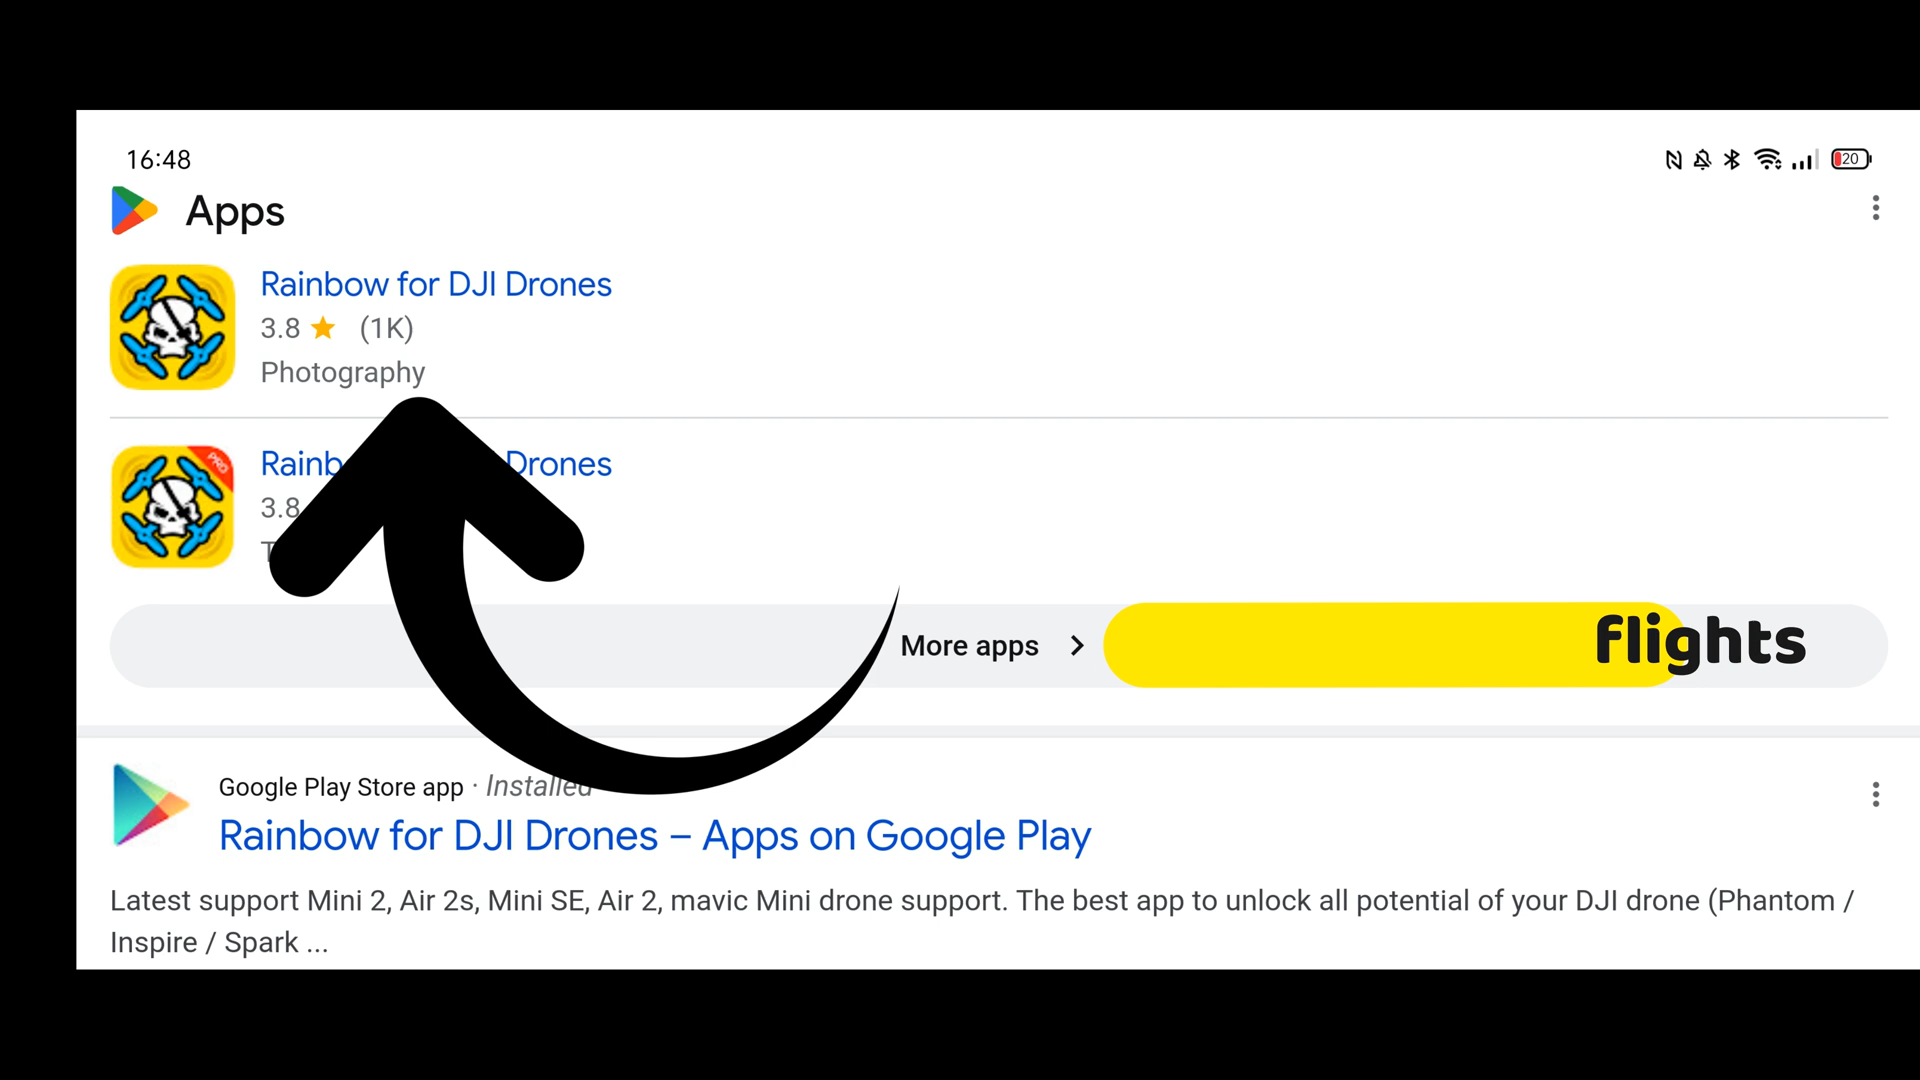 16:48
20
Apps
Rainbow for DJI Drones
3.8 (1K)
Photography
PRO
Drones
3.8
More apps
flights
Google Play Store app · Installed
Rainbow for DJI Drones – Apps on Google Play
Latest support Mini 2, Air 2s, Mini SE, Air 2, mavic Mini drone support. The best app to unlock all potential of your DJI drone (Phantom /
Inspire / Spark ...